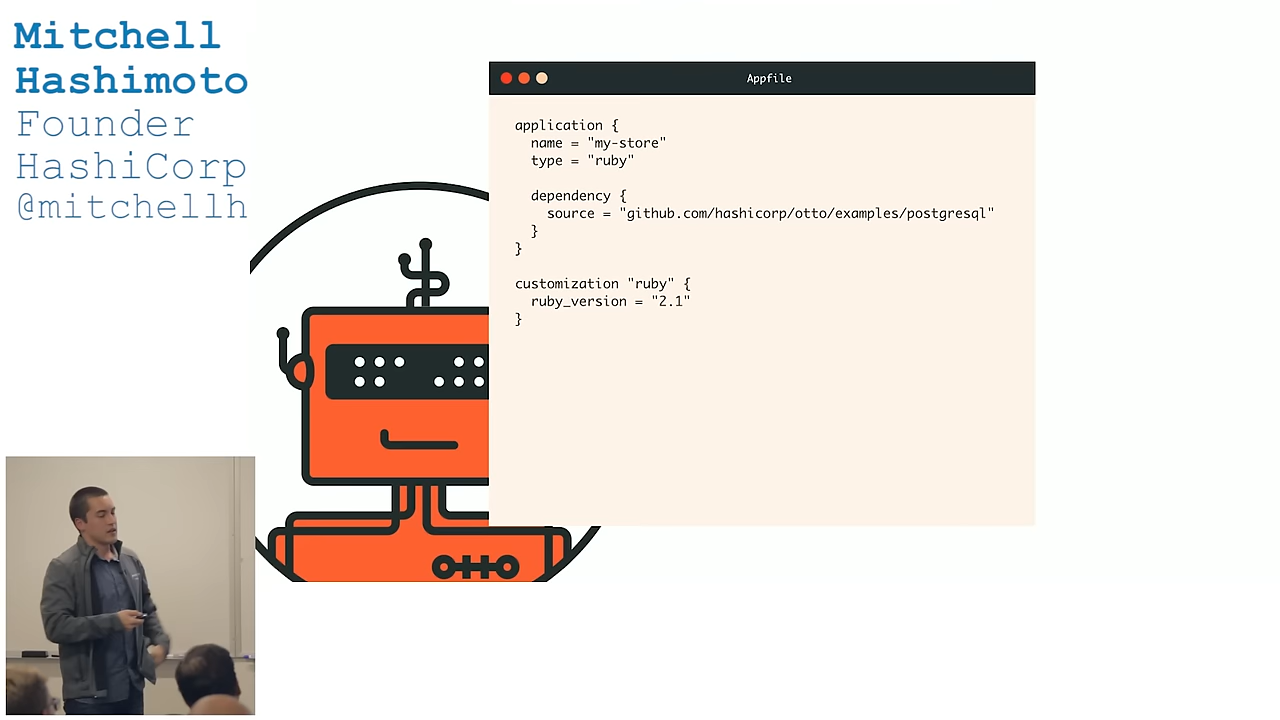 Mitchell
Hashimoto
Founder
HashiCorp
@mitchellh
Appfile
application {
  name = "my-store"
  type = "ruby"
  dependency {
    source = "github.com/hashicorp/otto/examples/postgresql"
  }
}
customization "ruby" {
  ruby_version = "2.1"
}